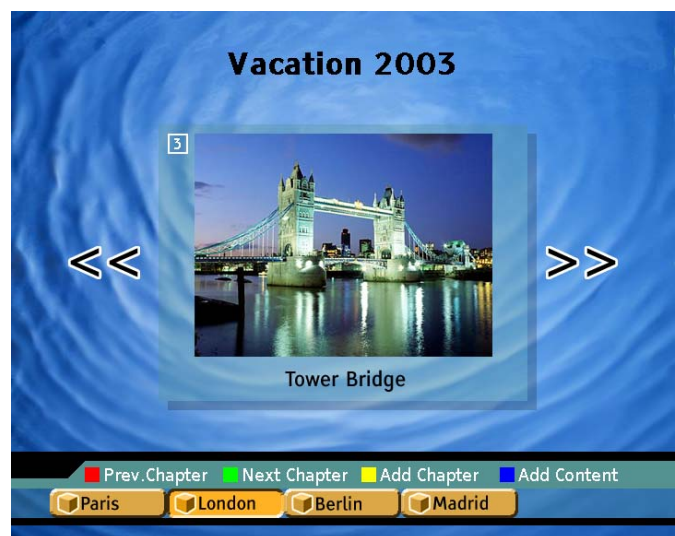 Vacation 2003
3
<< >>
Tower Bridge
Prev.Chapter Next Chapter Add Chapter Add Content
Paris London Berlin Madrid